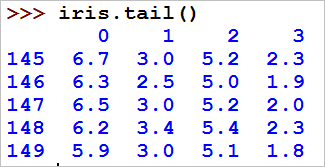 >>> iris.tail()
0 1 2 3
145 6.7 3.0 5.2 2.3
146 6.3 2.5 5.0 1.9
147 6.5 3.0 5.2 2.0
148 6.2 3.4 5.4 2.3
149 5.9 3.0 5.1 1.8